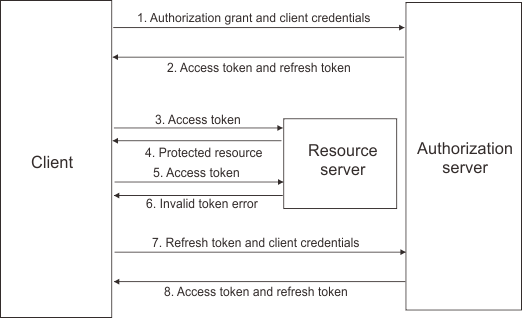 1. Authorization grant and client credentials
2. Access token and refresh token
3. Access token
4. Protected resource
5. Access token
6. Invalid token error
7. Refresh token and client credentials
8. Access token and refresh token
Client
Resource
server
Authorization
server